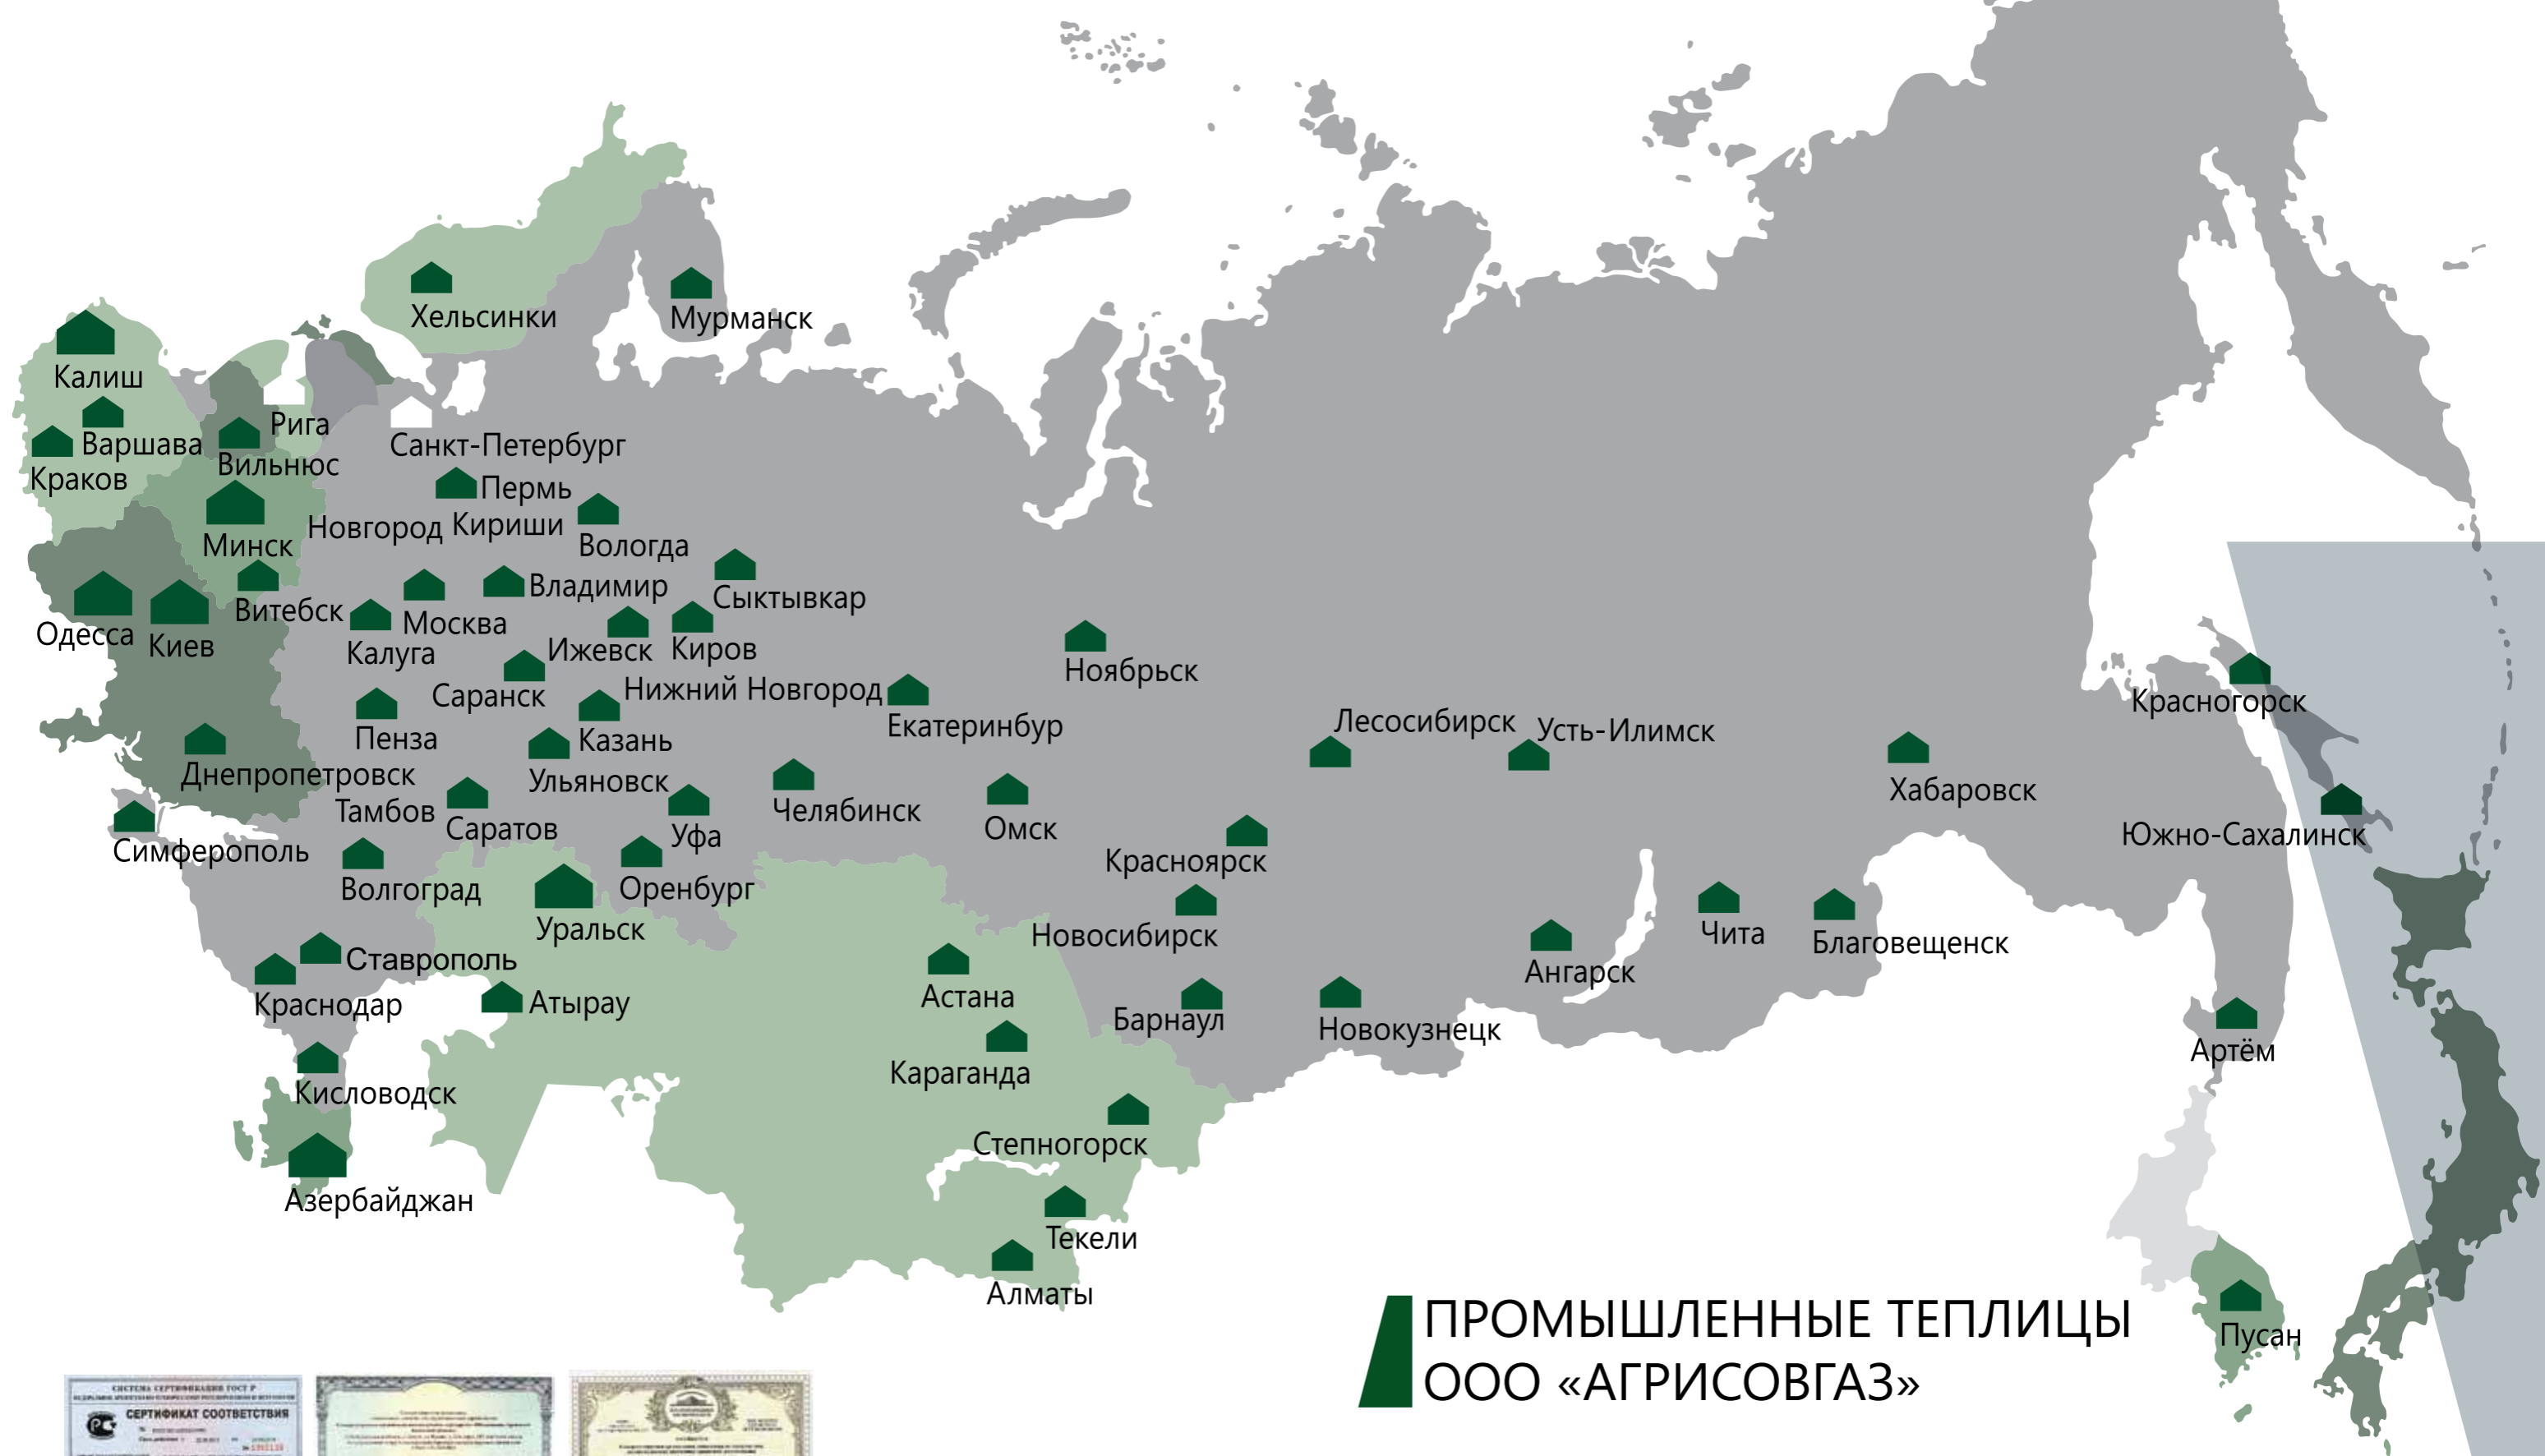 Хельсинки
Мурманск
Калиш
Варшава
Краков
Рига
Вильнюс
Санкт-Петербург
Пермь
Новгород
Кириши
Вологда
Минск
Витебск
Владимир
Сыктывкар
Одесса
Киев
Москва
Калуга
Ижевск
Киров
Ноябрьск
Саранск
Нижний Новгород
Екатеринбур
Красногорск
Пенза
Казань
Лесосибирск
Усть-Илимск
Днепропетровск
Ульяновск
Хабаровск
Тамбов
Саратов
Уфа
Челябинск
Омск
Южно-Сахалинск
Симферополь
Красноярск
Волгоград
Оренбург
Уральск
Новосибирск
Чита
Благовещенск
Ставрополь
Ангарск
Краснодар
Атырау
Астана
Барнаул
Новокузнецк
Артём
Караганда
Кисловодск
Степногорск
Азербайджан
Текели
Алматы
Пусан
ПРОМЫШЛЕННЫЕ ТЕПЛИЦЫ
ООО «АГРИСОВГАЗ»
СИСТЕМА СЕРТИФИКАЦИИ ГОСТ Р
СЕРТИФИКАТ СООТВЕТСТВИЯ